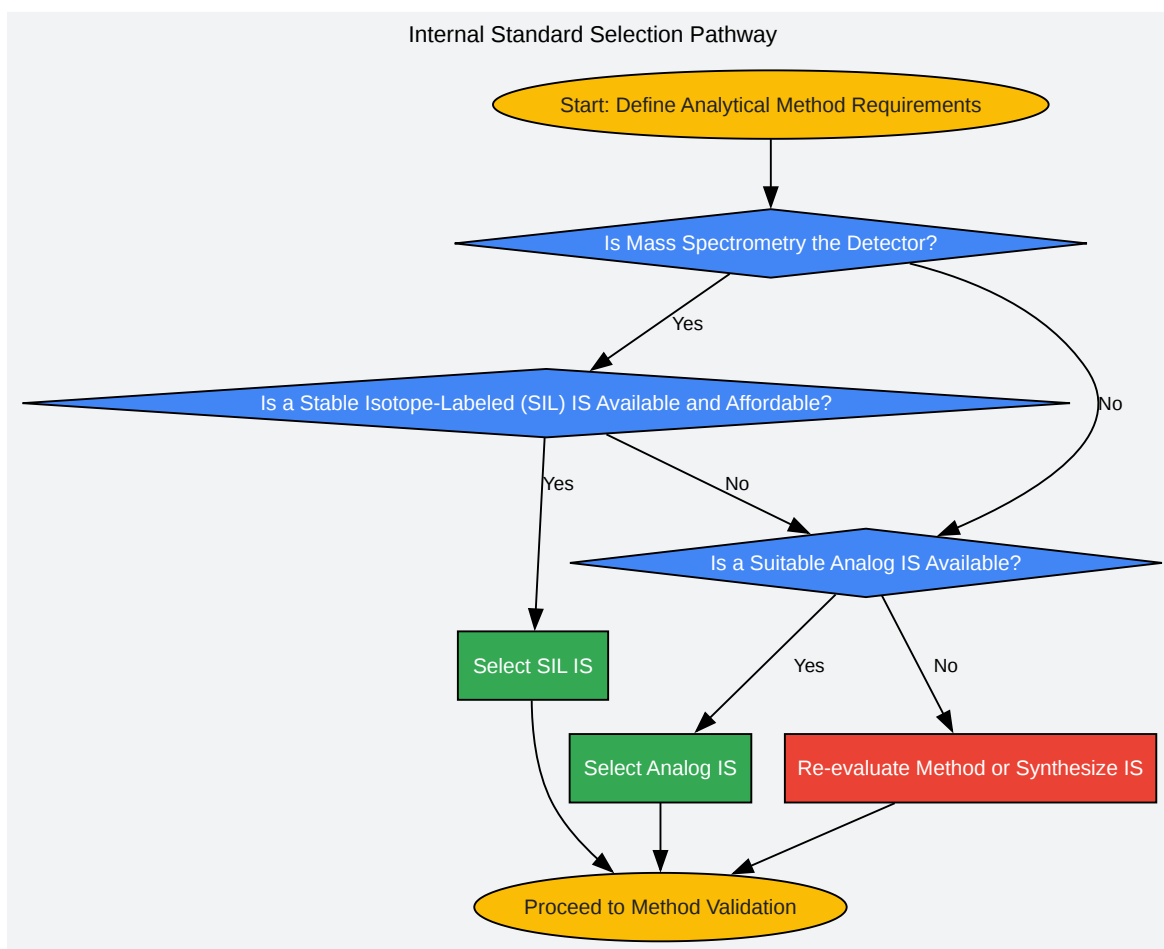 Internal Standard Selection Pathway
Start: Define Analytical Method Requirements
Is Mass Spectrometry the Detector?
Yes
Is a Stable Isotope-Labeled (SIL) IS Available and Affordable?
No
Yes
No
Is a Suitable Analog IS Available?
Select SIL IS
Yes
No
Select Analog IS
Re-evaluate Method or Synthesize IS
Proceed to Method Validation